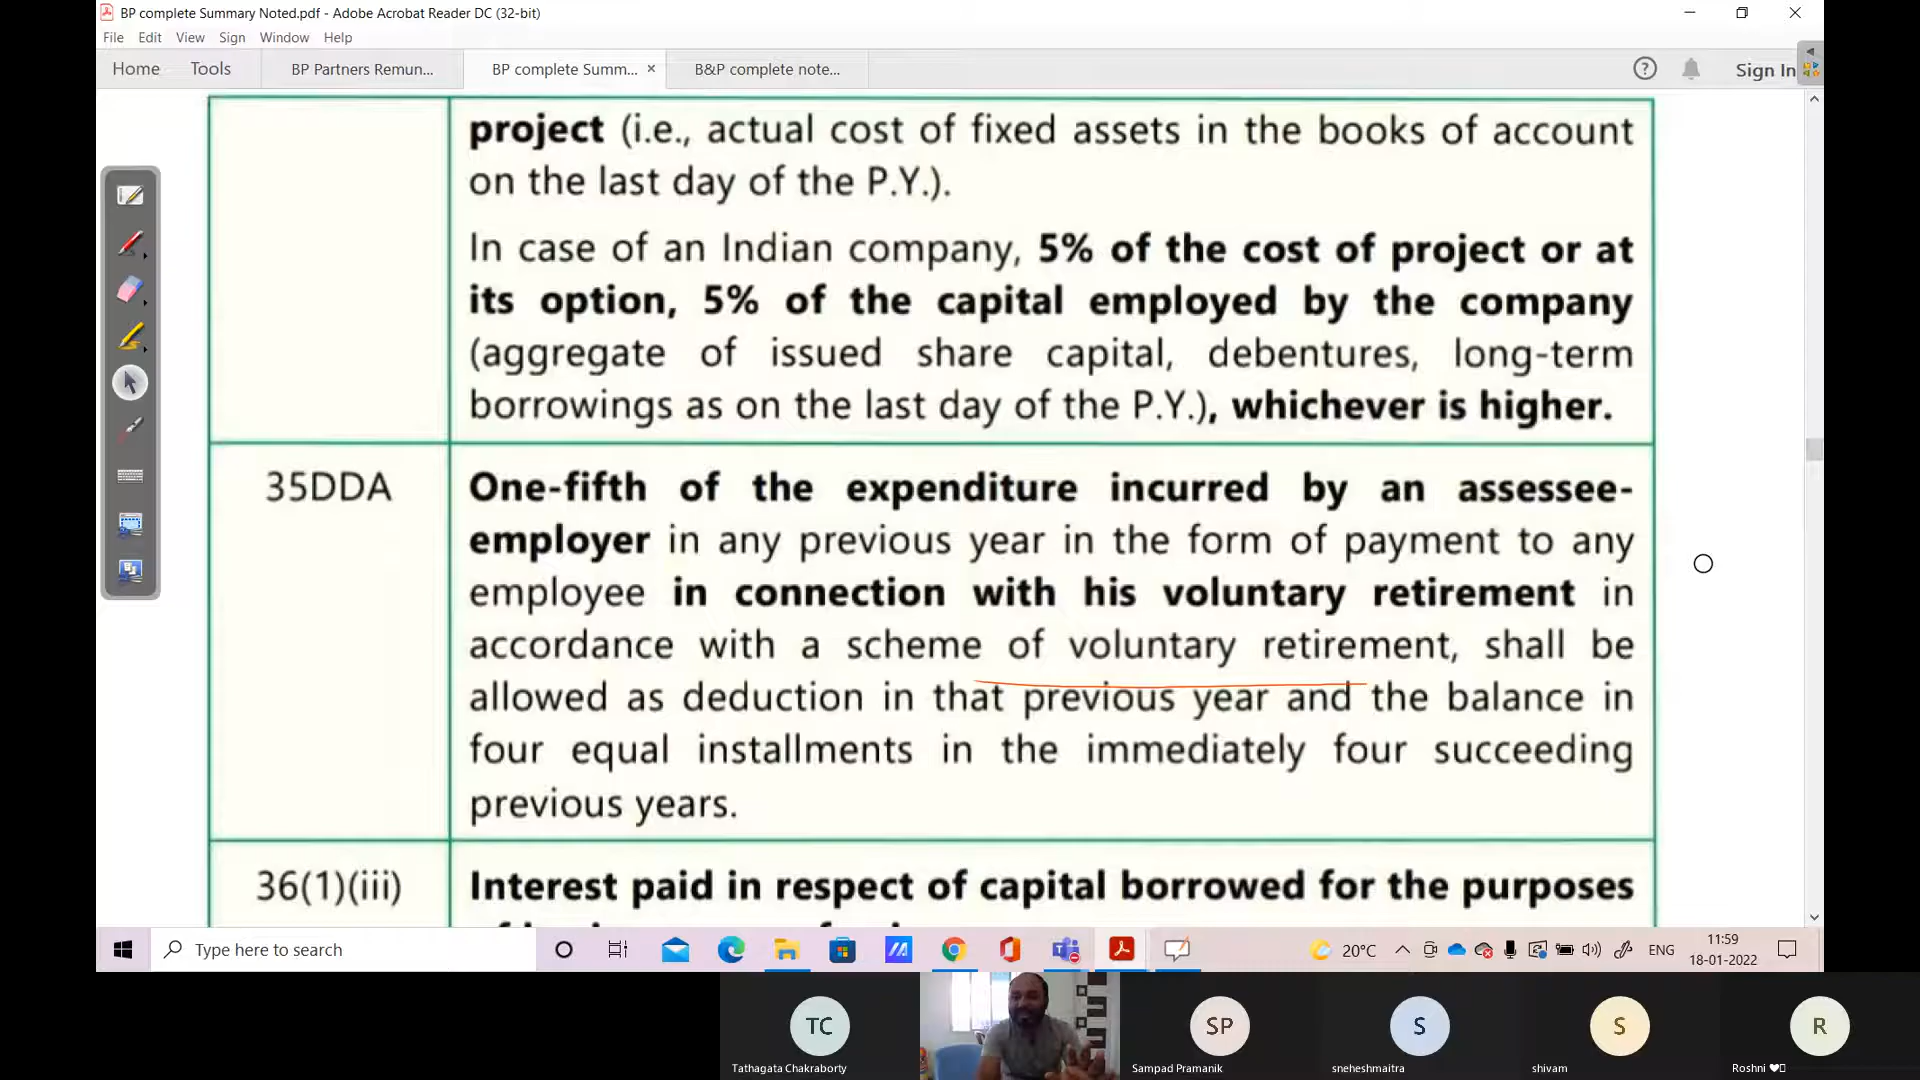 BP complete Summary Noted.pdf - Adobe Acrobat Reader DC (32-bit)
File Edit View Sign Window Help
Home Tools BP Partners Remun... BP complete Summ... × B&P complete note... Sign In
project (i.e., actual cost of fixed assets in the books of account
on the last day of the P.Y.).
In case of an Indian company, 5% of the cost of project or at
its option, 5% of the capital employed by the company
(aggregate of issued share capital, debentures, long-term
borrowings as on the last day of the P.Y.), whichever is higher.
35DDA
One-fifth of the expenditure incurred by an assessee-
employer in any previous year in the form of payment to any
employee in connection with his voluntary retirement in
accordance with a scheme of voluntary retirement, shall be
allowed as deduction in that previous year and the balance in
four equal installments in the immediately four succeeding
previous years.
36(1)(iii)
Interest paid in respect of capital borrowed for the purposes
Type here to search
20°C
ENG
11:59
18-01-2022
TC SP S S R
Tathagata Chakraborty Sampad Pramanik sneheshmaitra shivam Roshni